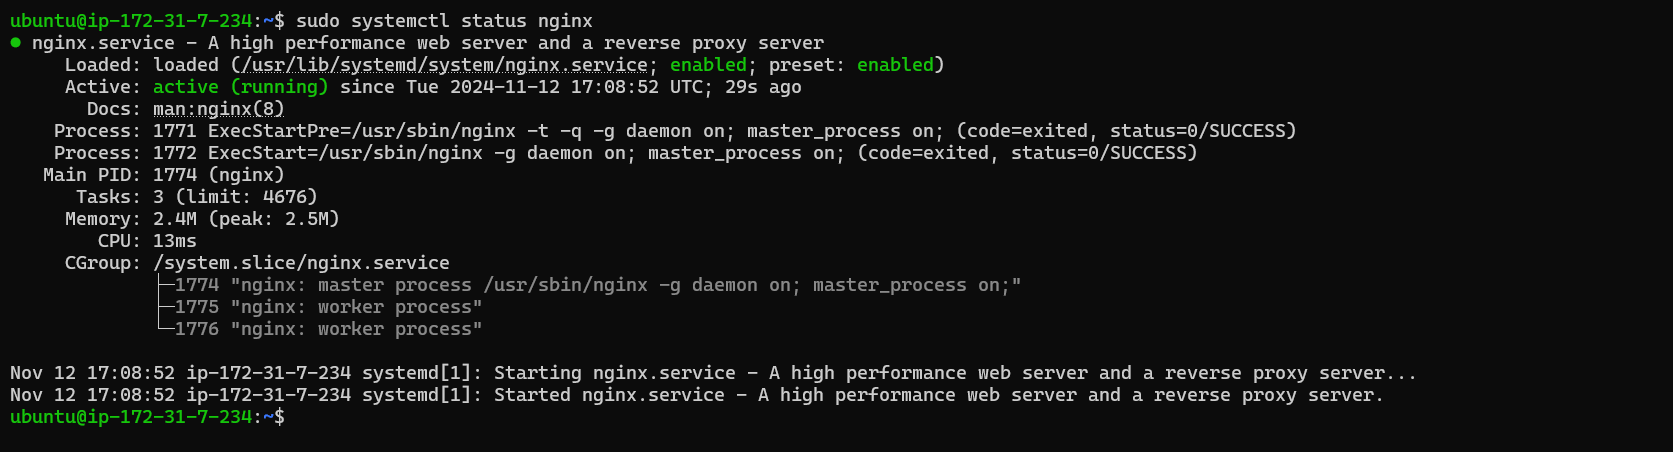 ubuntu@ip-172-31-7-234:~$ sudo systemctl status nginx
● nginx.service - A high performance web server and a reverse proxy server
     Loaded: loaded (/usr/lib/systemd/system/nginx.service; enabled; preset: enabled)
     Active: active (running) since Tue 2024-11-12 17:08:52 UTC; 29s ago
       Docs: man:nginx(8)
    Process: 1771 ExecStartPre=/usr/sbin/nginx -t -q -g daemon on; master_process on; (code=exited, status=0/SUCCESS)
    Process: 1772 ExecStart=/usr/sbin/nginx -g daemon on; master_process on; (code=exited, status=0/SUCCESS)
   Main PID: 1774 (nginx)
      Tasks: 3 (limit: 4676)
     Memory: 2.4M (peak: 2.5M)
        CPU: 13ms
     CGroup: /system.slice/nginx.service
             ├─1774 "nginx: master process /usr/sbin/nginx -g daemon on; master_process on;"
             ├─1775 "nginx: worker process"
             └─1776 "nginx: worker process"
Nov 12 17:08:52 ip-172-31-7-234 systemd[1]: Starting nginx.service - A high performance web server and a reverse proxy server...
Nov 12 17:08:52 ip-172-31-7-234 systemd[1]: Started nginx.service - A high performance web server and a reverse proxy server.
ubuntu@ip-172-31-7-234:~$